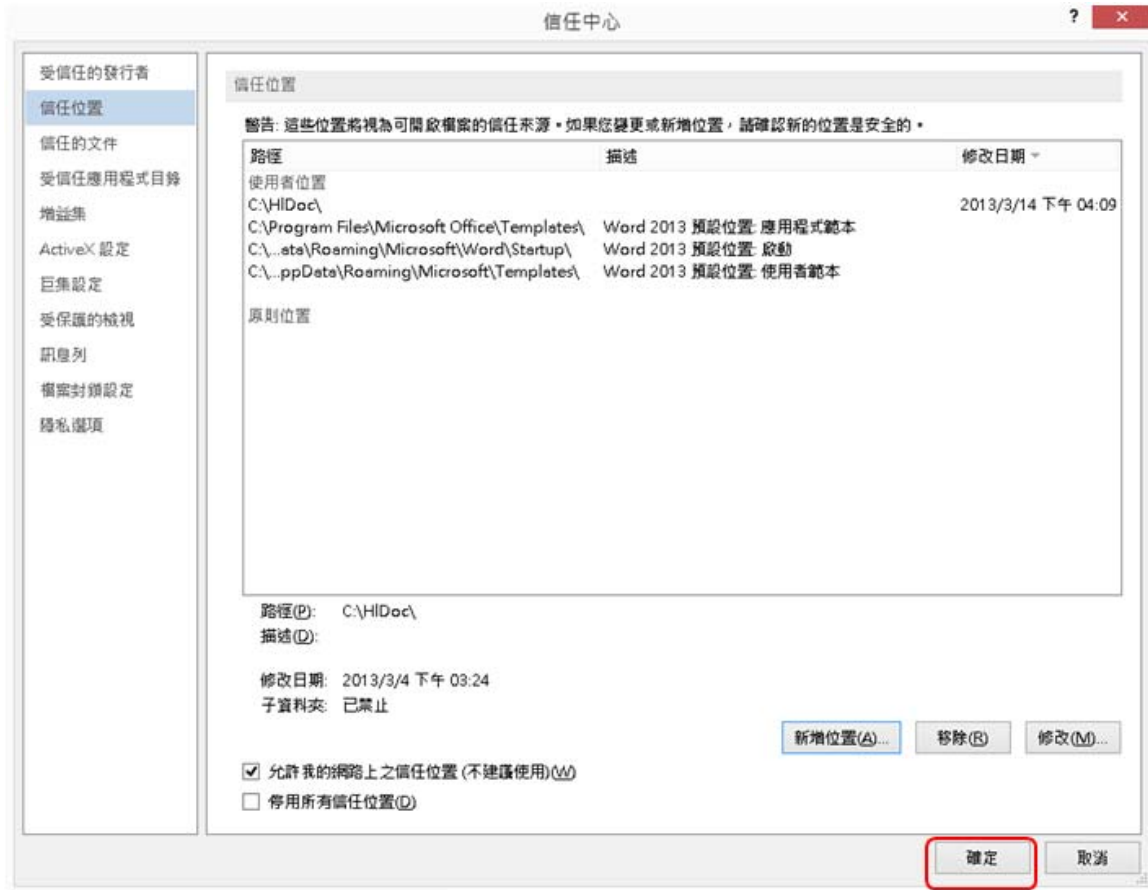 信任中心
?
×
受信任的發行者
信任位置
信任的文件
受信任應用程式目錄
增益集
ActiveX 設定
巨集設定
受保護的檢視
訊息列
檔案封鎖設定
隱私選項
信任位置
警告: 這些位置將視為可開啟檔案的信任來源。如果您變更或新增位置，請確認新的位置是安全的。
路徑 描述 修改日期
使用者位置
C:\HlDoc\ 2013/3/14 下午 04:09
C:\Program Files\Microsoft Office\Templates\ Word 2013 預設位置: 應用程式範本
C:\...ata\Roaming\Microsoft\Word\Startup\ Word 2013 預設位置: 啟動
C:\...ppData\Roaming\Microsoft\Templates\ Word 2013 預設位置: 使用者範本
原則位置
路徑(P): C:\HlDoc\
描述(D):
修改日期: 2013/3/4 下午 03:24
子資料夾: 已禁止
新增位置(A)... 移除(R) 修改(M)...
允許我的網路上之信任位置 (不建議使用)(W)
停用所有信任位置(D)
確定 取消